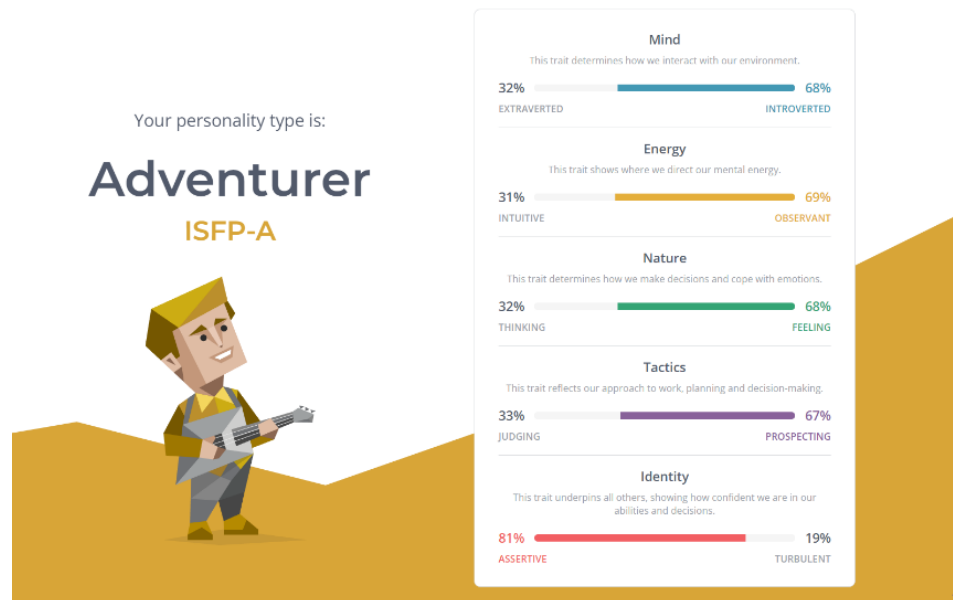 Your personality type is:
Adventurer
ISFP-A
Mind
This trait determines how we interact with our environment.
32% 68%
EXTRAVERTED INTROVERTED
Energy
This trait shows where we direct our mental energy.
31% 69%
INTUITIVE OBSERVANT
Nature
This trait determines how we make decisions and cope with emotions.
32% 68%
THINKING FEELING
Tactics
This trait reflects our approach to work, planning and decision-making.
33% 67%
JUDGING PROSPECTING
Identity
This trait underpins all others, showing how confident we are in our
abilities and decisions.
81% 19%
ASSERTIVE TURBULENT